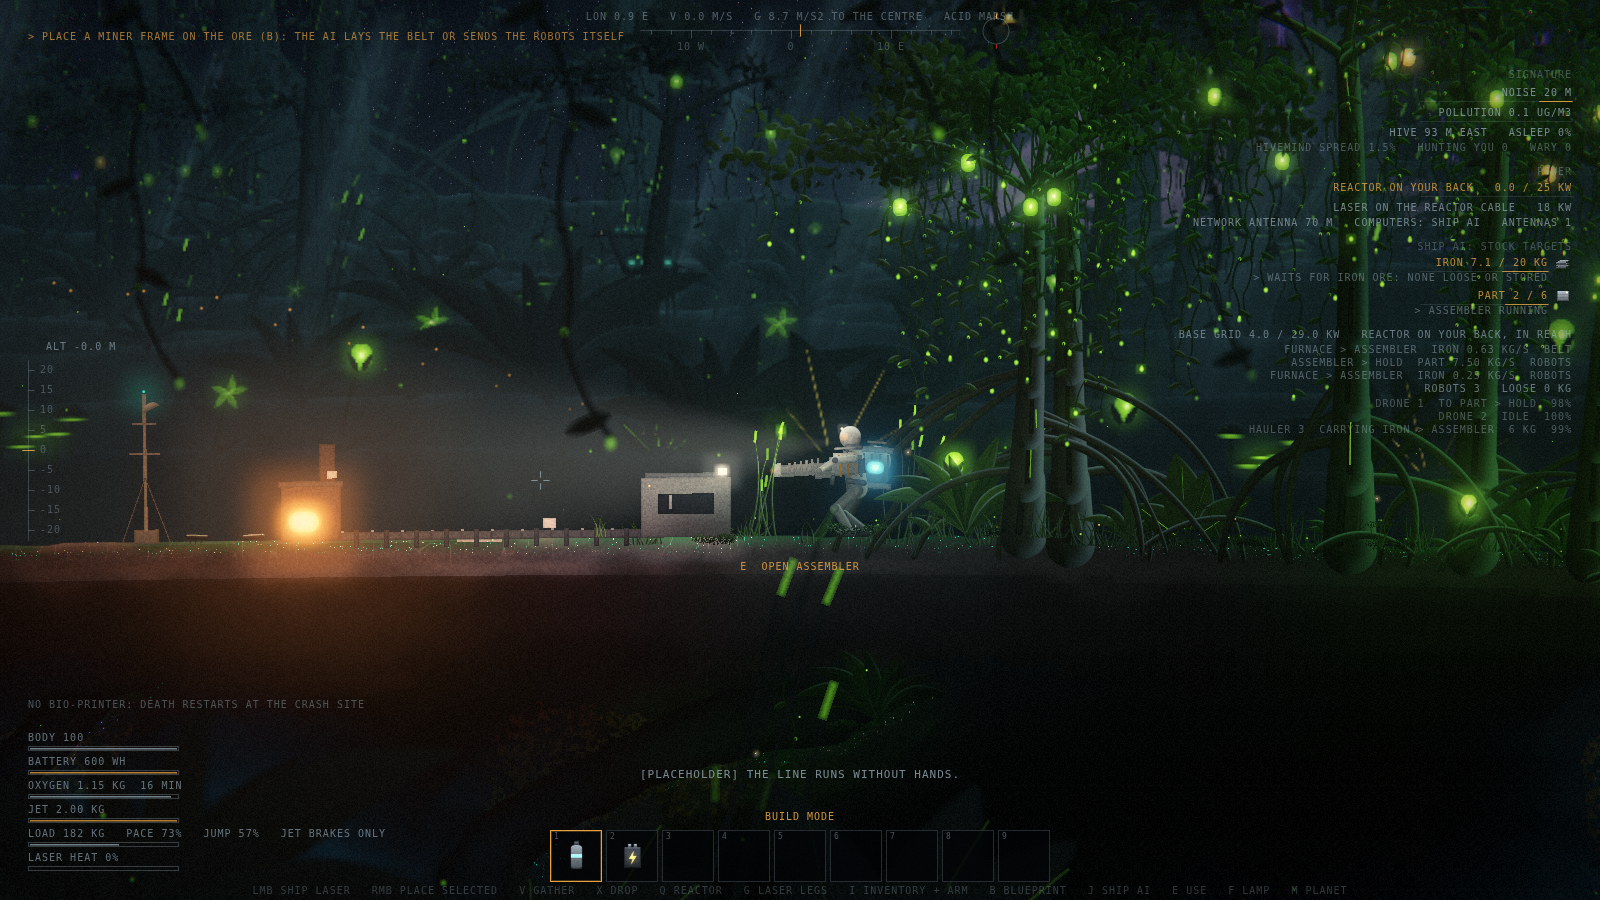 LON 0.9 E   V 0.0 M/S   G 8.7 M/S2 TO THE CENTRE   ACID MARSH
> PLACE A MINER FRAME ON THE ORE (B): THE AI LAYS THE BELT OR SENDS THE ROBOTS ITSELF
10 W   0   10 E
SIGNATURE
NOISE 20 M
POLLUTION 0.1 UG/M3
HIVE 93 M EAST   ASLEEP 0%
HIVEMIND SPREAD 1.5%   HUNTING YOU 0   WARY 0
POWER
REACTOR ON YOUR BACK   0.0 / 25 KW
LASER ON THE REACTOR CABLE   18 KW
NETWORK ANTENNA 70 M   COMPUTERS: SHIP AI   ANTENNAS 1
SHIP AI: STOCK TARGETS
IRON 7.1 / 20 KG
> WAITS FOR IRON ORE: NONE LOOSE OR STORED
PART 2 / 6
> ASSEMBLER RUNNING
BASE GRID 4.0 / 29.0 KW   REACTOR ON YOUR BACK, IN REACH
FURNACE > ASSEMBLER  IRON 0.63 KG/S  BELT
ASSEMBLER > HOLD  PART 7.50 KG/S  ROBOTS
FURNACE > ASSEMBLER  IRON 0.23 KG/S  ROBOTS
ROBOTS 3   LOOSE 0 KG
DRONE 1  TO PART > HOLD  98%
DRONE 2  IDLE  100%
HAULER 3  CARRYING IRON > ASSEMBLER  6 KG  99%
ALT -0.0 M
20
15
10
5
0
-5
-10
-15
-20
E  OPEN ASSEMBLER
NO BIO-PRINTER: DEATH RESTARTS AT THE CRASH SITE
BODY 100
BATTERY 600 WH
OXYGEN 1.15 KG  16 MIN
JET 2.00 KG
LOAD 182 KG   PACE 73%   JUMP 57%   JET BRAKES ONLY
LASER HEAT 0%
[PLACEHOLDER] THE LINE RUNS WITHOUT HANDS.
BUILD MODE
1 2 3 4 5 6 7 8 9
LMB SHIP LASER   RMB PLACE SELECTED   V GATHER   X DROP   Q REACTOR   G LASER LEGS   I INVENTORY + ARM   B BLUEPRINT   J SHIP AI   E USE   F LAMP   M PLANET